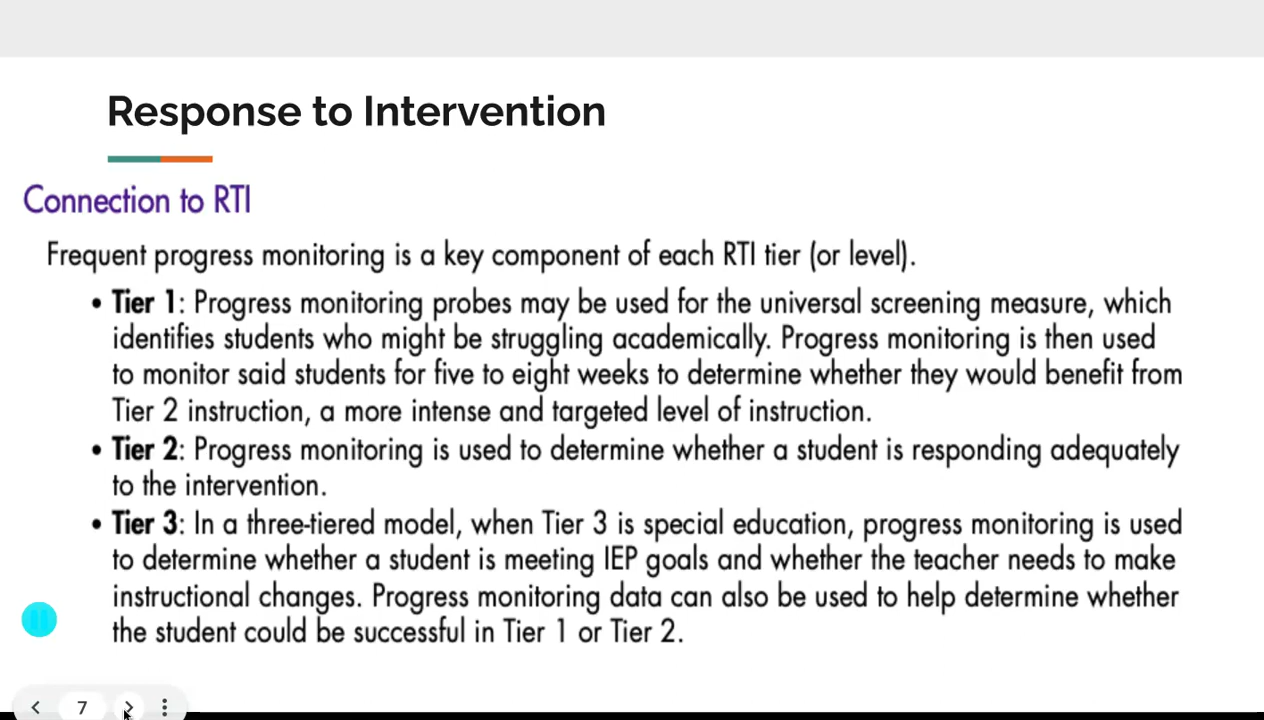 Response to Intervention
Connection to RTI
Frequent progress monitoring is a key component of each RTI tier (or level).
• Tier 1: Progress monitoring probes may be used for the universal screening measure, which
identifies students who might be struggling academically. Progress monitoring is then used
to monitor said students for five to eight weeks to determine whether they would benefit from
Tier 2 instruction, a more intense and targeted level of instruction.
• Tier 2: Progress monitoring is used to determine whether a student is responding adequately
to the intervention.
• Tier 3: In a three-tiered model, when Tier 3 is special education, progress monitoring is used
to determine whether a student is meeting IEP goals and whether the teacher needs to make
instructional changes. Progress monitoring data can also be used to help determine whether
the student could be successful in Tier 1 or Tier 2.
7